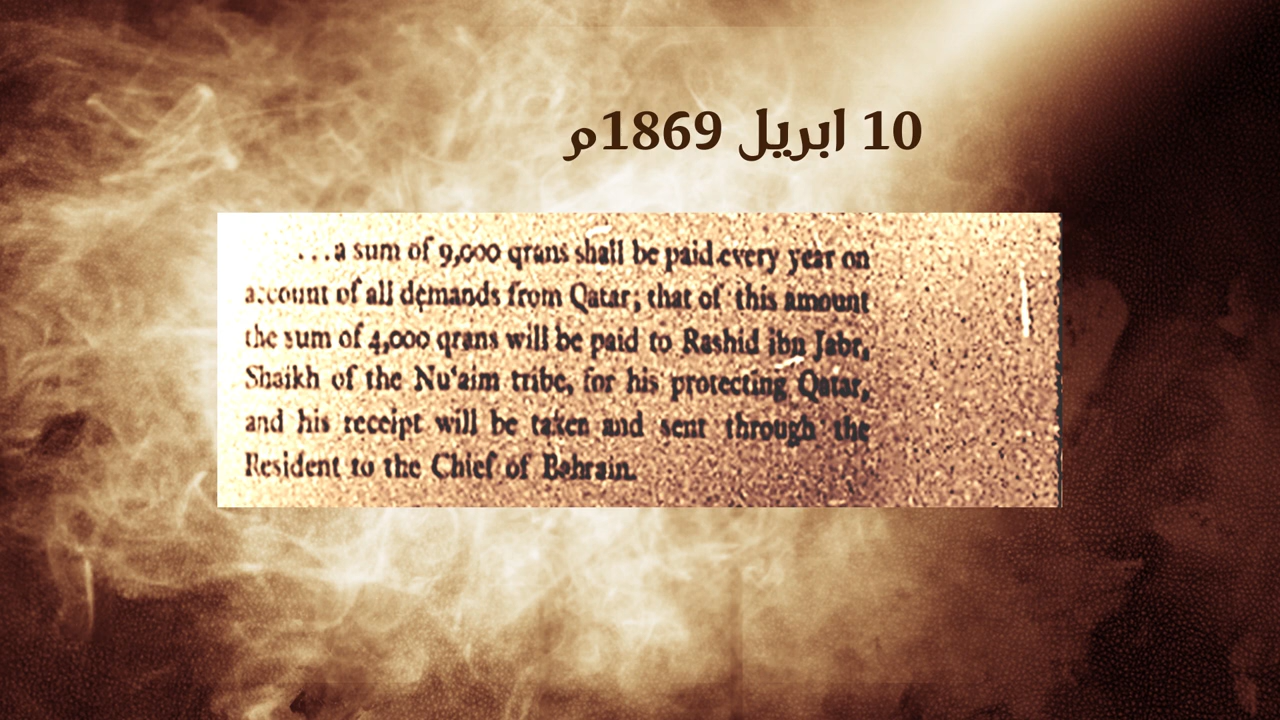 10 ابريل 1869م
...a sum of 9,000 qrans shall be paid every year on
account of all demands from Qatar, that of this amount
the sum of 4,000 qrans will be paid to Rashid ibn Jabr,
Shaikh of the Nu'aim tribe, for his protecting Qatar,
and his receipt will be taken and sent through the
Resident to the Chief of Bahrain.